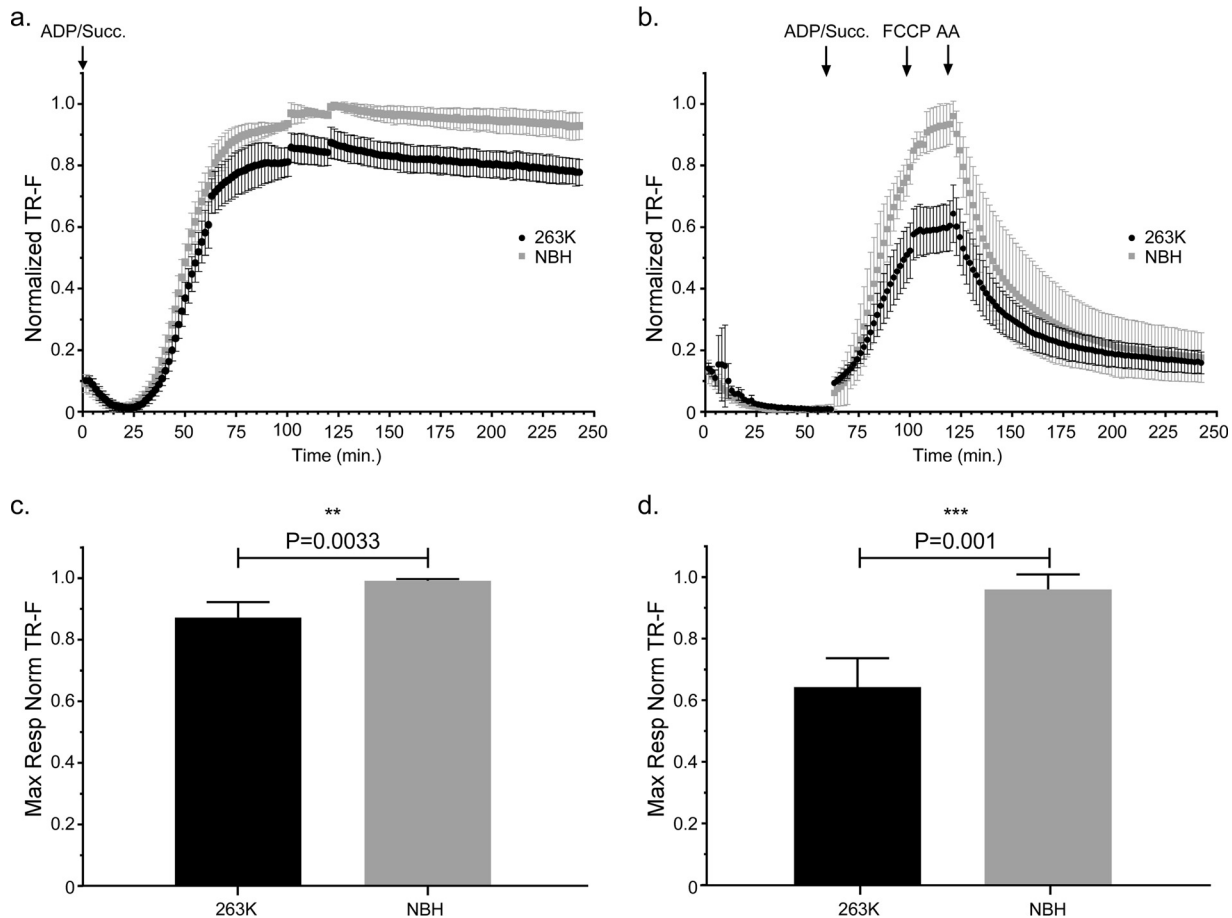 a.
ADP/Succ.
Normalized TR-F
1.0
0.8
0.6
0.4
0.2
0
0 25 50 75 100 125 150 175 200 225 250
Time (min.)
263K
NBH
b.
ADP/Succ. FCCP AA
Normalized TR-F
1.0
0.8
0.6
0.4
0.2
0
0 25 50 75 100 125 150 175 200 225 250
Time (min.)
263K
NBH
c.
**
P=0.0033
Max Resp Norm TR-F
1.0
0.8
0.6
0.4
0.2
0
263K NBH
d.
***
P=0.001
Max Resp Norm TR-F
1.0
0.8
0.6
0.4
0.2
0
263K NBH